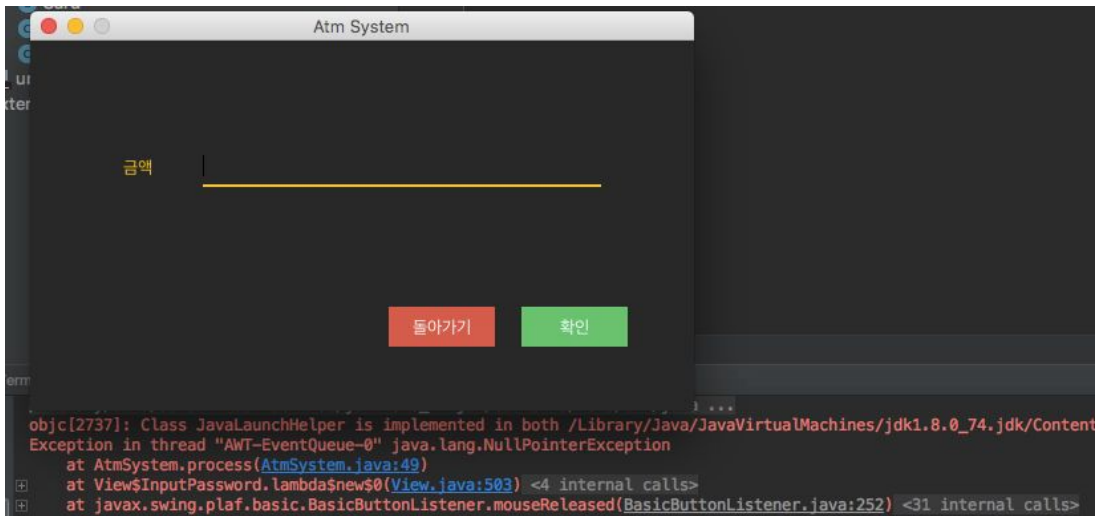 Atm System
금액
돌아가기 확인
objc[2737]: Class JavaLaunchHelper is implemented in both /Library/Java/JavaVirtualMachines/jdk1.8.0_74.jdk/Content
Exception in thread "AWT-EventQueue-0" java.lang.NullPointerException
at AtmSystem.process(AtmSystem.java:49)
at View$InputPassword.lambda$new$0(View.java:503) <4 internal calls>
at javax.swing.plaf.basic.BasicButtonListener.mouseReleased(BasicButtonListener.java:252) <31 internal calls>